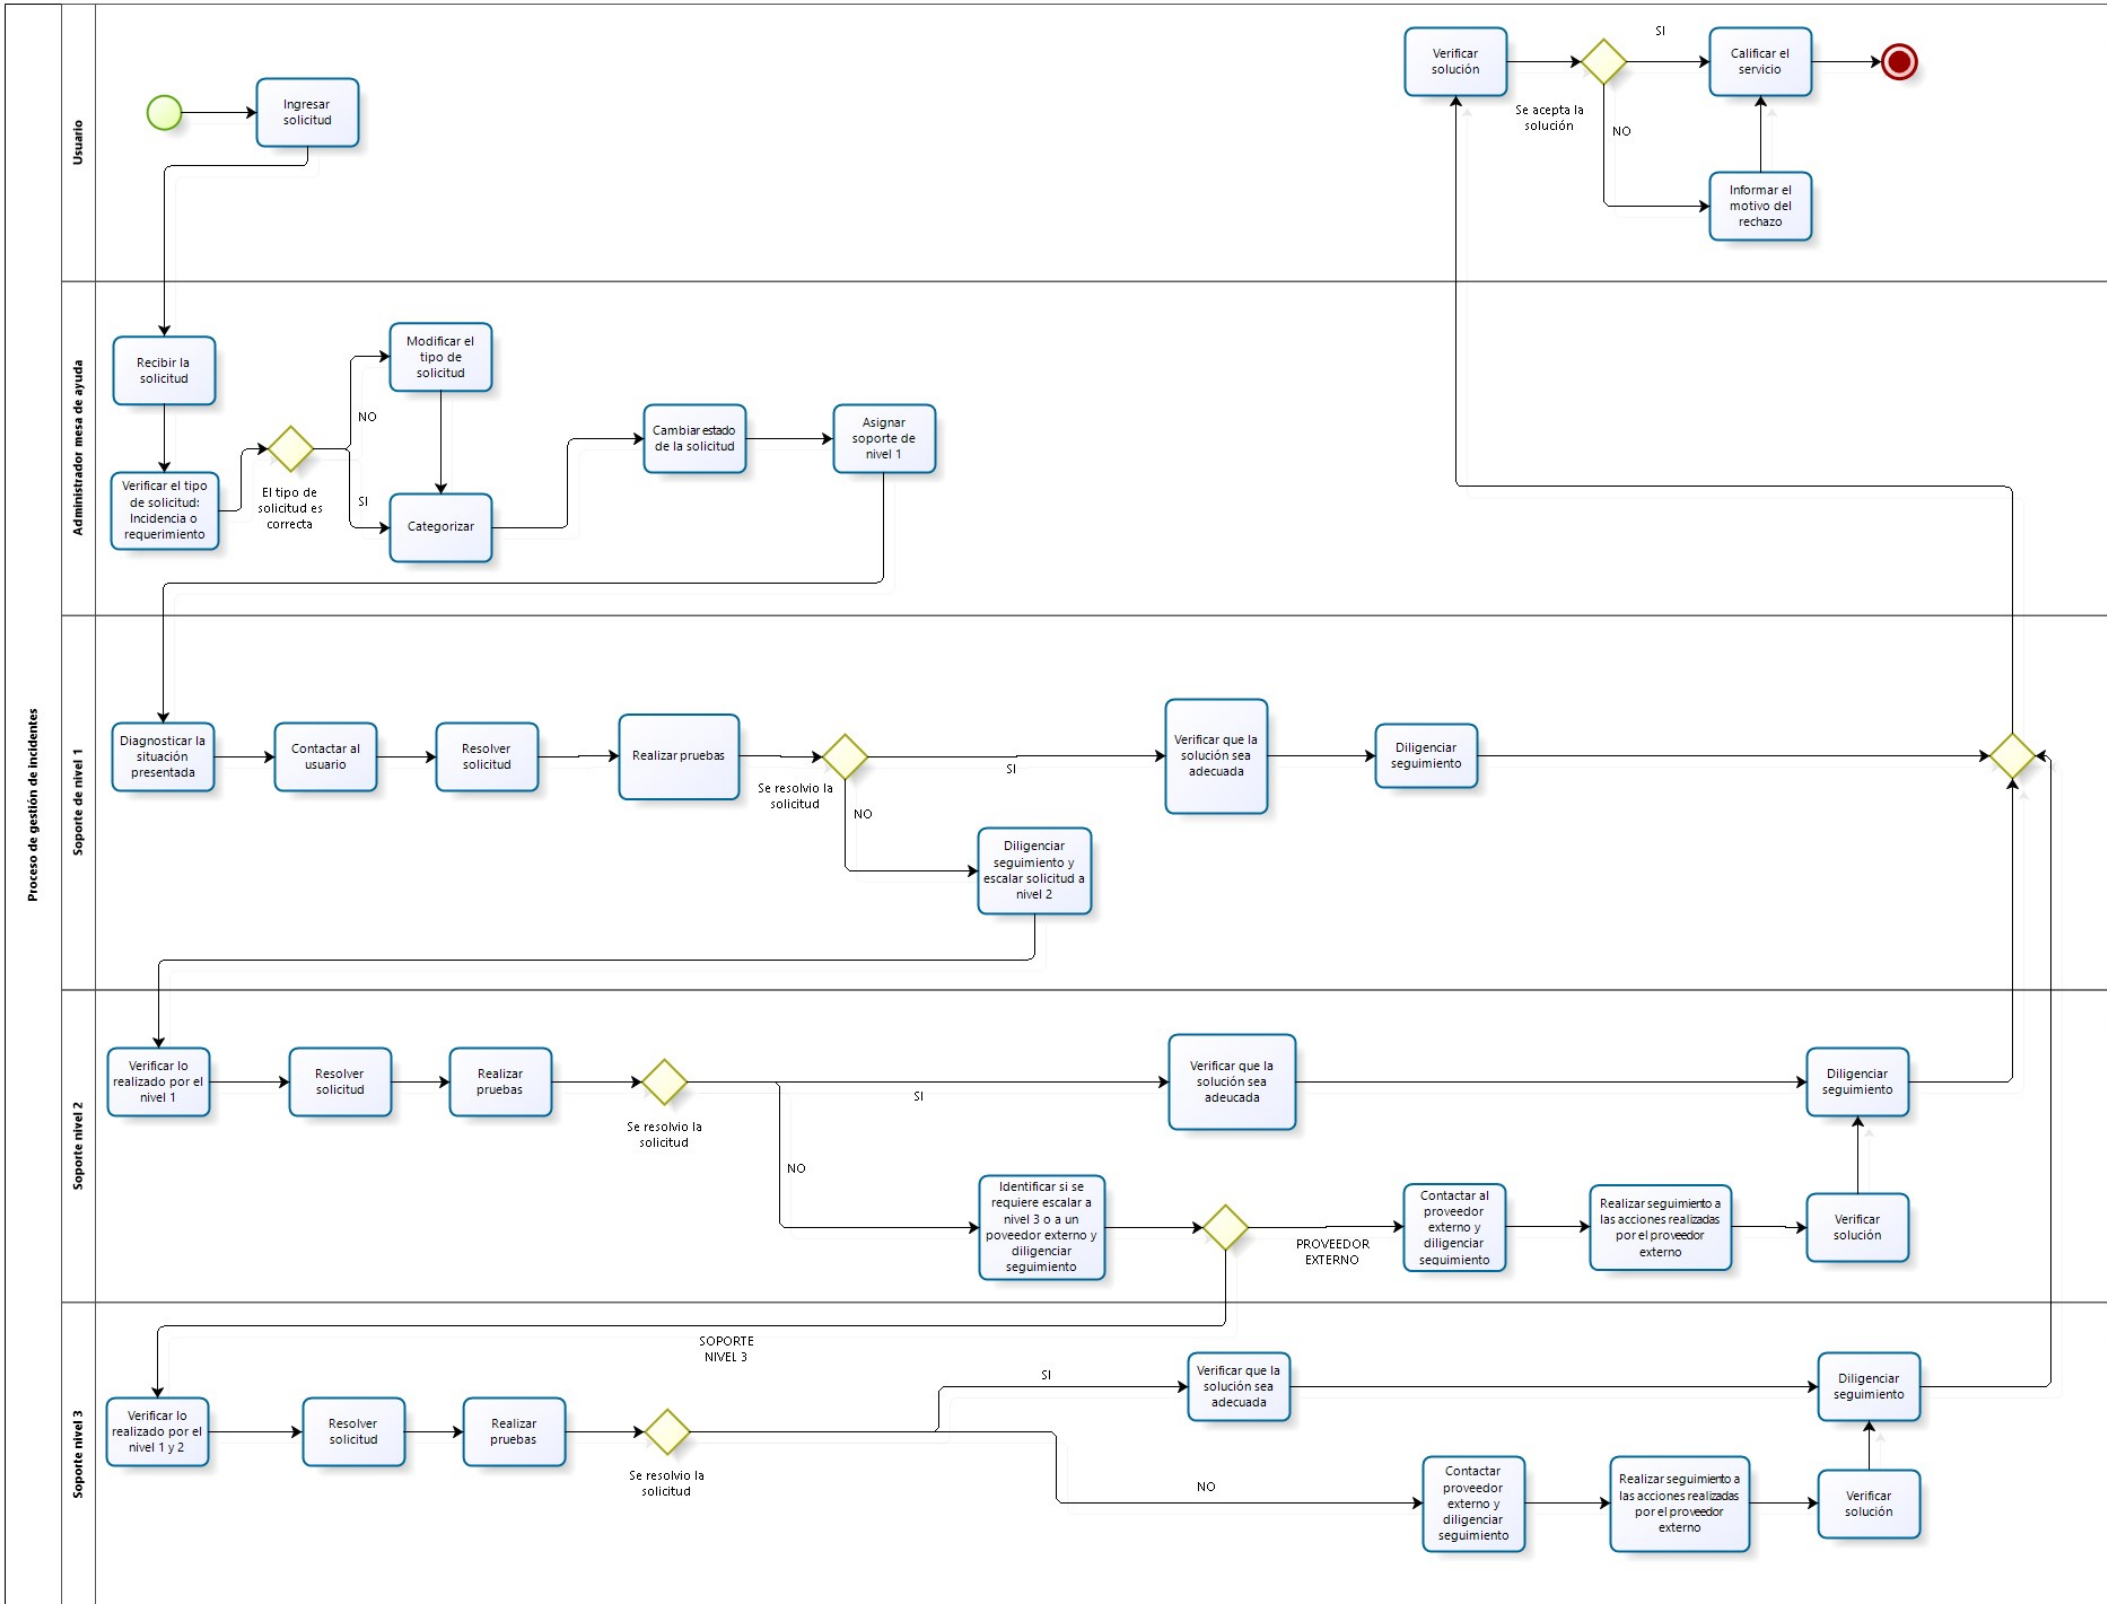 Proceso de gestión de incidentes
Usuario
Ingresar
solicitud
Verificar
solución
Se acepta la
solución
SI
NO
Calificar el
servicio
Informar el
motivo del
rechazo
Administrador mesa de ayuda
Recibir la
solicitud
Verificar el tipo
de solicitud:
Incidencia o
requerimiento
El tipo de
solicitud es
correcta
NO
SI
Modificar el
tipo de
solicitud
Categorizar
Cambiar estado
de la solicitud
Asignar
soporte de
nivel 1
Soporte de nivel 1
Diagnosticar la
situación
presentada
Contactar al
usuario
Resolver
solicitud
Realizar pruebas
Se resolvio la
solicitud
SI
NO
Verificar que la
solución sea
adecuada
Diligenciar
seguimiento
Diligenciar
seguimiento y
escalar solicitud a
nivel 2
Soporte nivel 2
Verificar lo
realizado por el
nivel 1
Resolver
solicitud
Realizar
pruebas
Se resolvio la
solicitud
SI
NO
Verificar que la
solución sea
adeucada
Diligenciar
seguimiento
Identificar si se
requiere escalar a
nivel 3 o a un
poveedor externo y
diligenciar
seguimiento
PROVEEDOR
EXTERNO
Contactar al
proveedor
externo y
diligenciar
seguimiento
Realizar seguimiento a
las acciones realizadas
por el proveedor
externo
Verificar
solución
Soporte nivel 3
SOPORTE
NIVEL 3
Verificar lo
realizado por el
nivel 1 y 2
Resolver
solicitud
Realizar
pruebas
Se resolvio la
solicitud
SI
NO
Verificar que la
solución sea
adecuada
Diligenciar
seguimiento
Contactar
proveedor
externo y
diligenciar
seguimiento
Realizar seguimiento a
las acciones realizadas
por el proveedor
externo
Verificar
solución